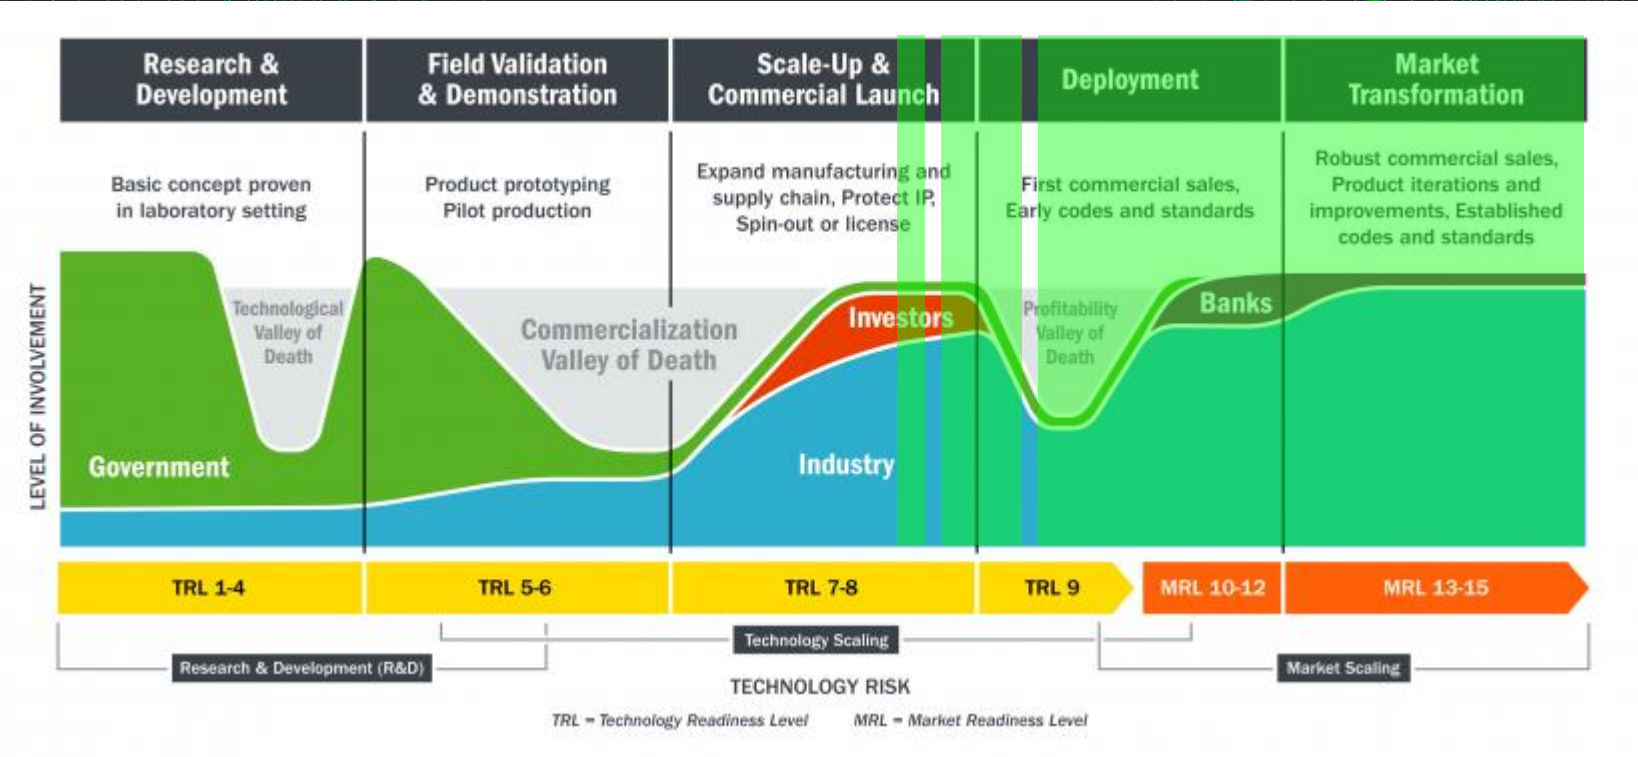 Research &
Development
Field Validation
& Demonstration
Scale-Up &
Commercial Launch
Deployment
Market
Transformation
Basic concept proven
in laboratory setting
Product prototyping
Pilot production
Expand manufacturing and
supply chain, Protect IP,
Spin-out or license
First commercial sales,
Early codes and standards
Robust commercial sales,
Product iterations and
improvements, Established
codes and standards
LEVEL OF INVOLVEMENT
Technological
Valley of
Death
Commercialization
Valley of Death
Profitability
Valley of
Death
Government
Investors
Industry
Banks
TRL 1-4
TRL 5-6
TRL 7-8
TRL 9
MRL 10-12
MRL 13-15
Technology Scaling
Research & Development (R&D)
Market Scaling
TECHNOLOGY RISK
TRL = Technology Readiness Level
MRL = Market Readiness Level